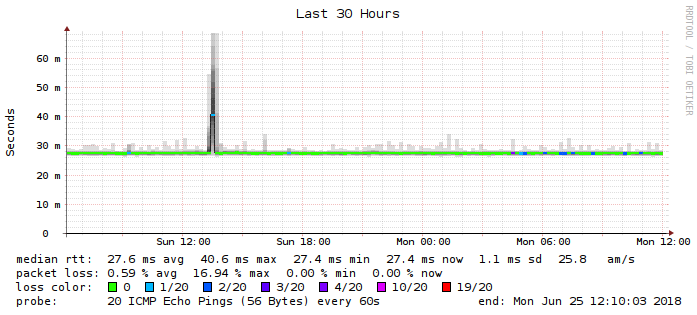 Last 30 Hours
RRDTOOL / TOBI OETIKER
Seconds
60 m
50 m
40 m
30 m
20 m
10 m
0
Sun 12:00 Sun 18:00 Mon 00:00 Mon 06:00 Mon 12:00
median rtt: 27.6 ms avg 40.6 ms max 27.4 ms min 27.4 ms now 1.1 ms sd 25.8 am/s
packet loss: 0.59 % avg 16.94 % max 0.00 % min 0.00 % now
loss color: 0 1/20 2/20 3/20 4/20 10/20 19/20
probe: 20 ICMP Echo Pings (56 Bytes) every 60s end: Mon Jun 25 12:10:03 2018